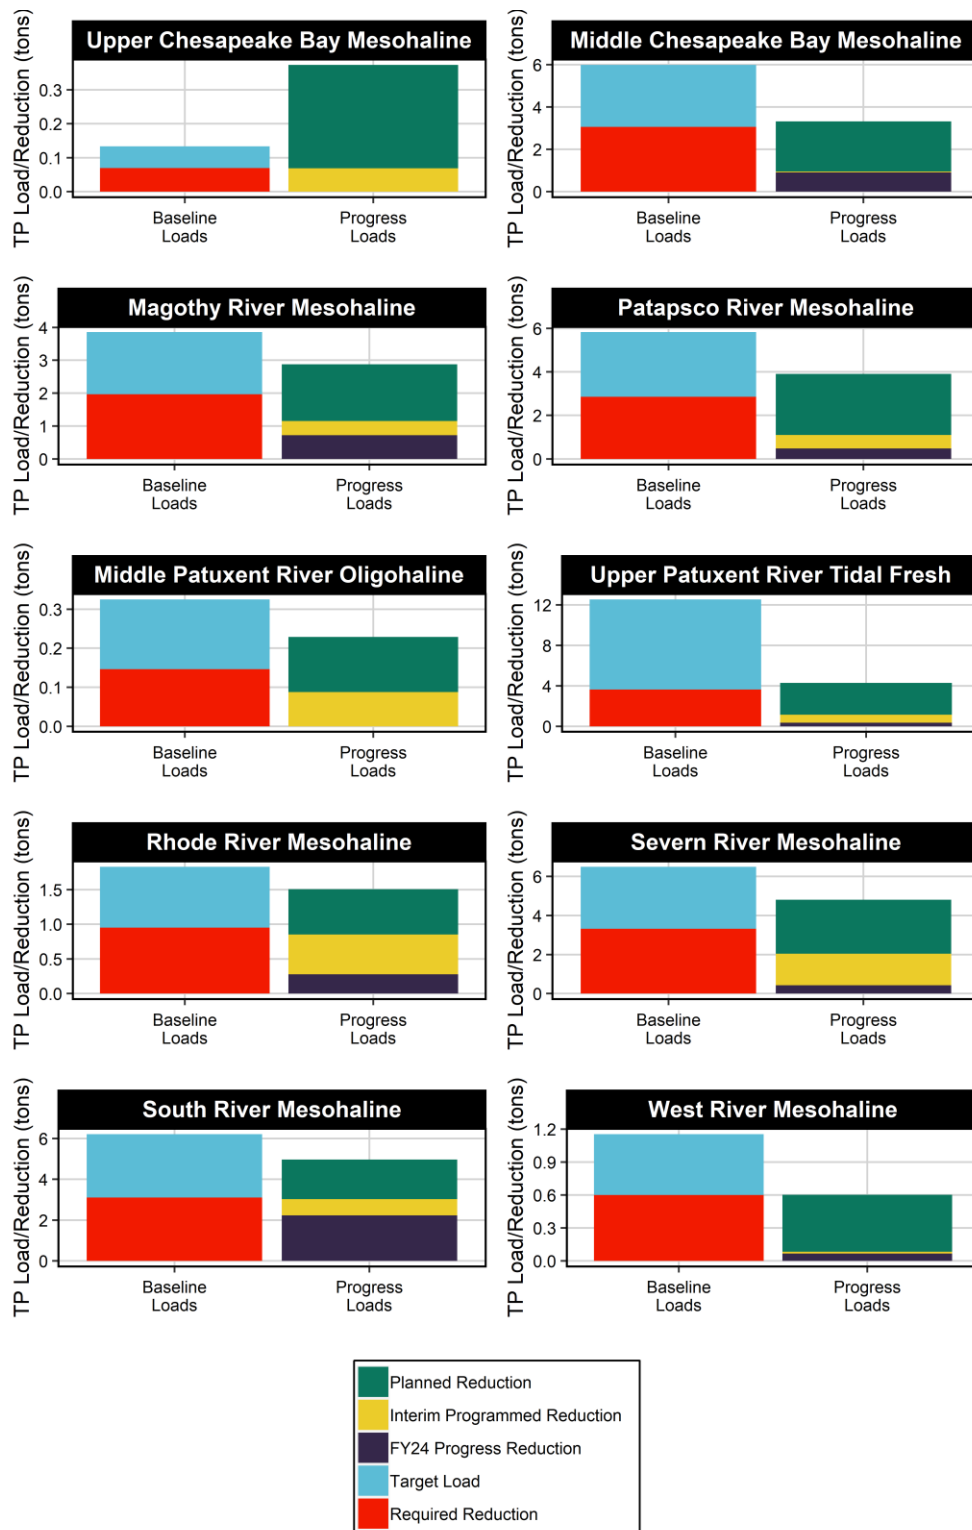 Upper Chesapeake Bay Mesohaline
TP Load/Reduction (tons)
0.3
0.2
0.1
0.0
Baseline
Loads
Progress
Loads
Middle Chesapeake Bay Mesohaline
TP Load/Reduction (tons)
6
4
2
0
Baseline
Loads
Progress
Loads
Magothy River Mesohaline
TP Load/Reduction (tons)
4
3
2
1
0
Baseline
Loads
Progress
Loads
Patapsco River Mesohaline
TP Load/Reduction (tons)
6
4
2
0
Baseline
Loads
Progress
Loads
Middle Patuxent River Oligohaline
TP Load/Reduction (tons)
0.3
0.2
0.1
0.0
Baseline
Loads
Progress
Loads
Upper Patuxent River Tidal Fresh
TP Load/Reduction (tons)
12
8
4
0
Baseline
Loads
Progress
Loads
Rhode River Mesohaline
TP Load/Reduction (tons)
1.5
1.0
0.5
0.0
Baseline
Loads
Progress
Loads
Severn River Mesohaline
TP Load/Reduction (tons)
6
4
2
0
Baseline
Loads
Progress
Loads
South River Mesohaline
TP Load/Reduction (tons)
6
4
2
0
Baseline
Loads
Progress
Loads
West River Mesohaline
TP Load/Reduction (tons)
1.2
0.9
0.6
0.3
0.0
Baseline
Loads
Progress
Loads
Planned Reduction
Interim Programmed Reduction
FY24 Progress Reduction
Target Load
Required Reduction